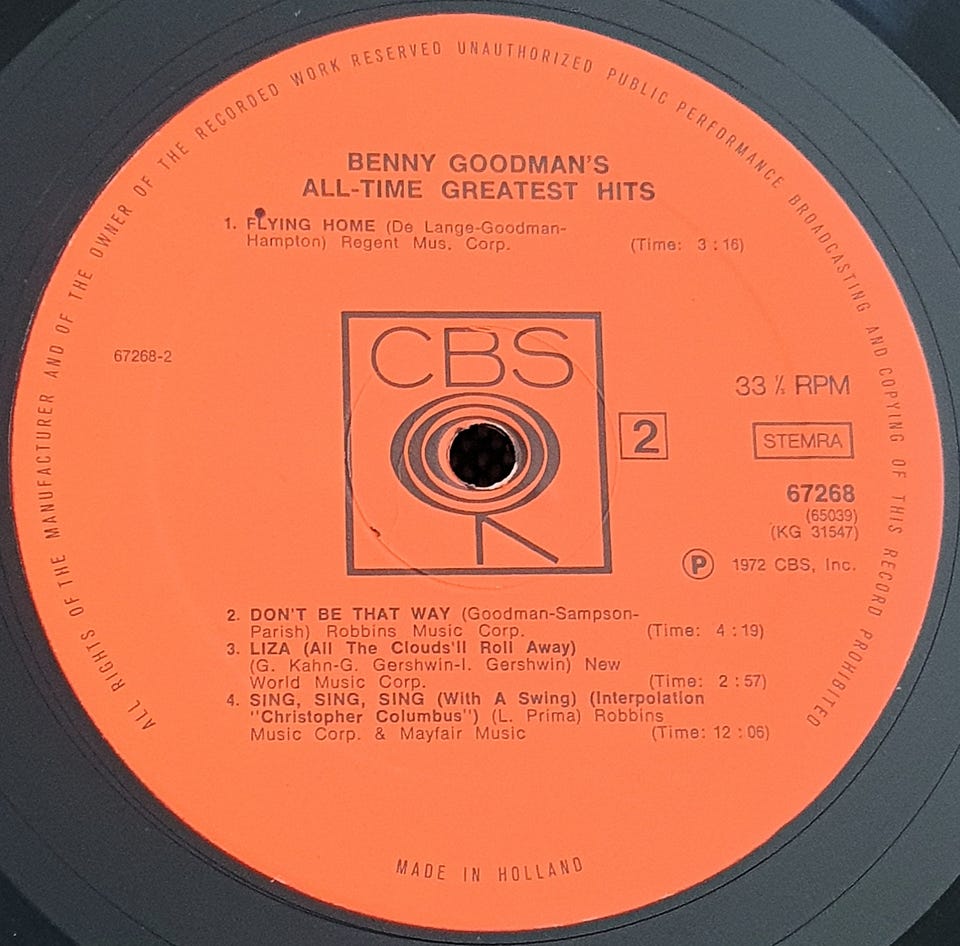 ALL RIGHTS OF THE MANUFACTURER AND OF THE OWNER OF THE RECORDED WORK RESERVED UNAUTHORIZED PUBLIC PERFORMANCE BROADCASTING AND COPYING OF THIS RECORD PROHIBITED
BENNY GOODMAN'S
ALL-TIME GREATEST HITS
1. FLYING HOME (De Lange-Goodman-
Hampton) Regent Mus. Corp. (Time: 3:16)
CBS
67268-2
33 ⅓ RPM
2
STEMRA
67268
(65039)
(KG 31547)
Ⓟ 1972 CBS, Inc.
2. DON'T BE THAT WAY (Goodman-Sampson-
Parish) Robbins Music Corp. (Time: 4:19)
3. LIZA (All The Clouds'll Roll Away)
(G. Kahn-G. Gershwin-I. Gershwin) New
World Music Corp. (Time: 2:57)
4. SING, SING, SING (With A Swing) (Interpolation
"Christopher Columbus") (L. Prima) Robbins
Music Corp. & Mayfair Music (Time: 12:06)
MADE IN HOLLAND